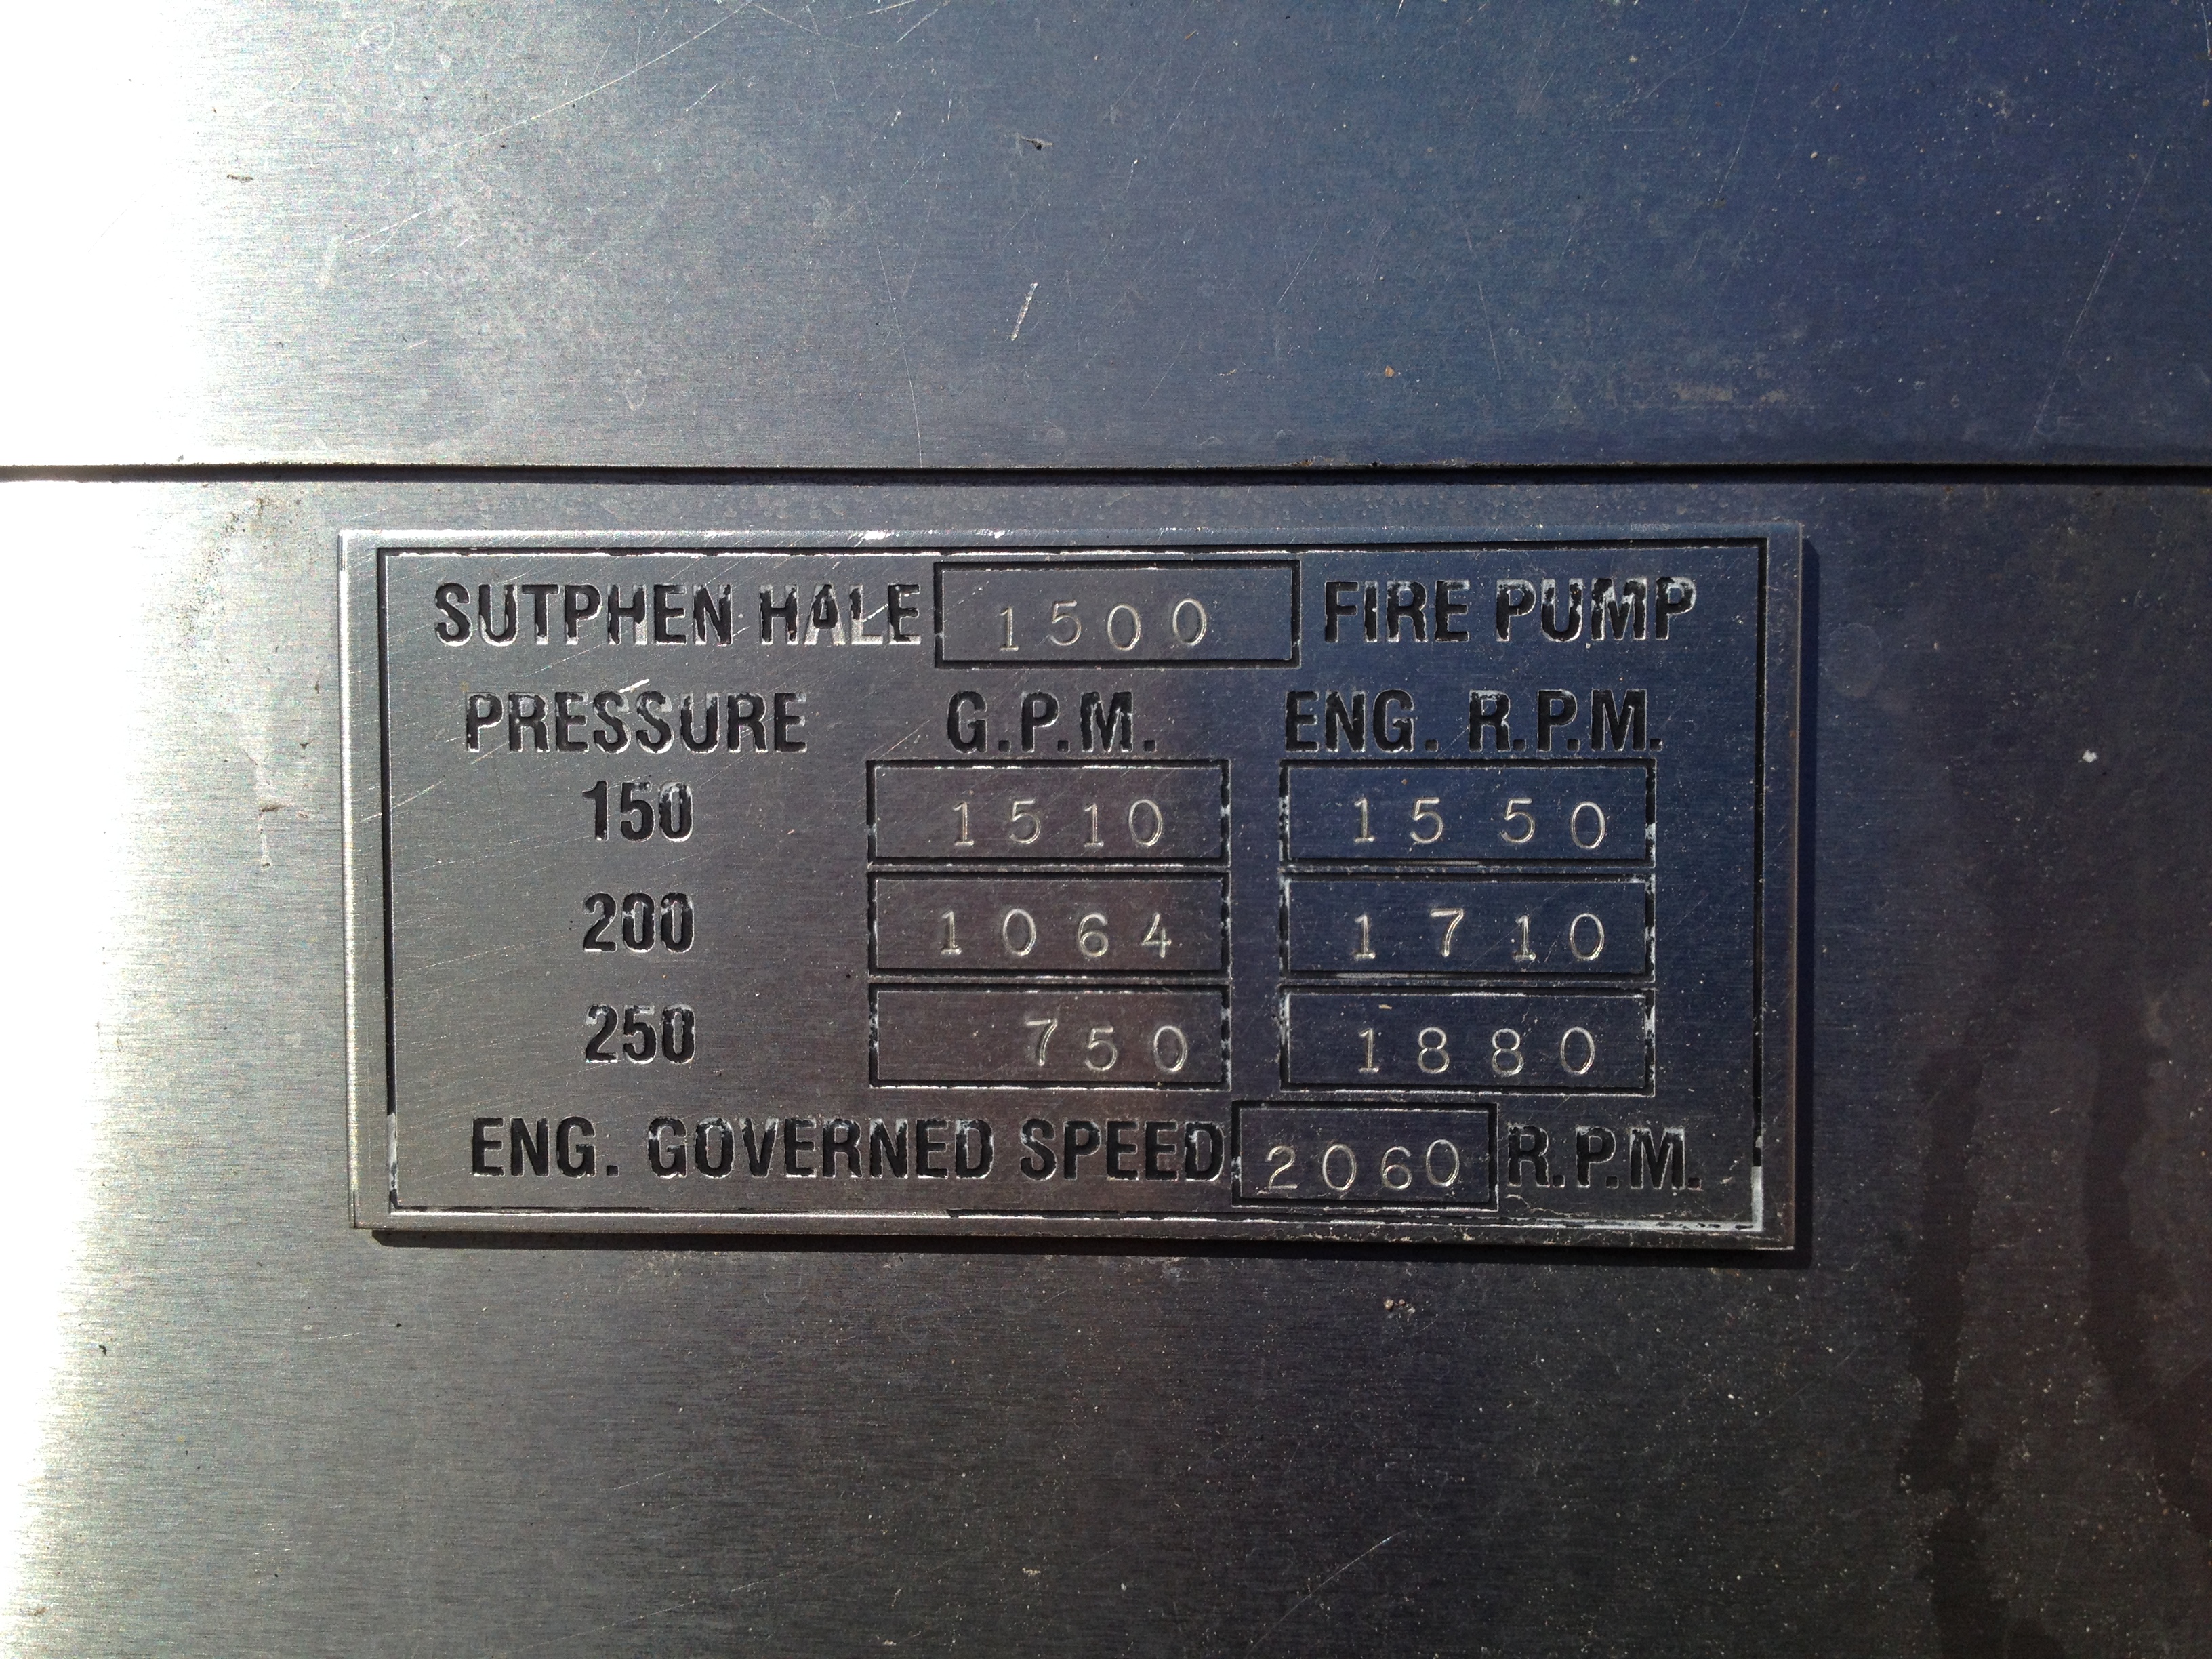 SUTPHEN HALE 1500 FIRE PUMP
PRESSURE G.P.M. ENG. R.P.M.
150 1510 1550
200 1064 1710
250 750 1880
ENG. GOVERNED SPEED 2060 R.P.M.